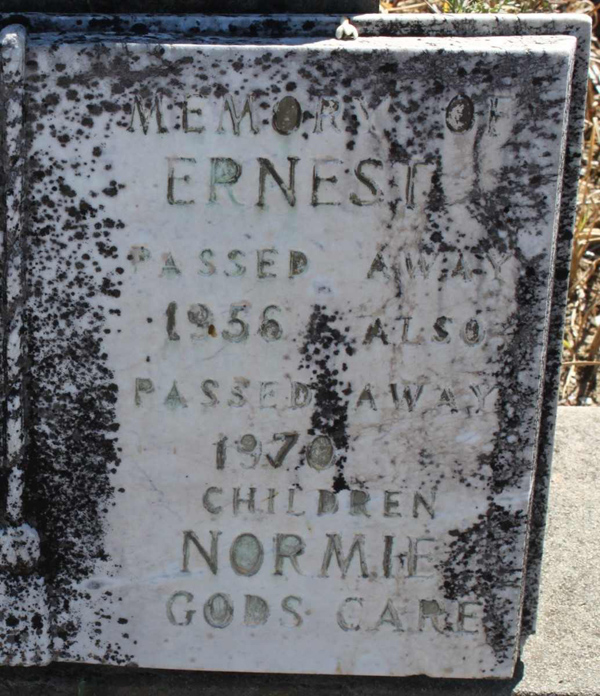 MEMORY OF
ERNEST
PASSED AWAY
1956 ALSO
PASSED AWAY
1970
CHILDREN
NORMIE
GODS CARE